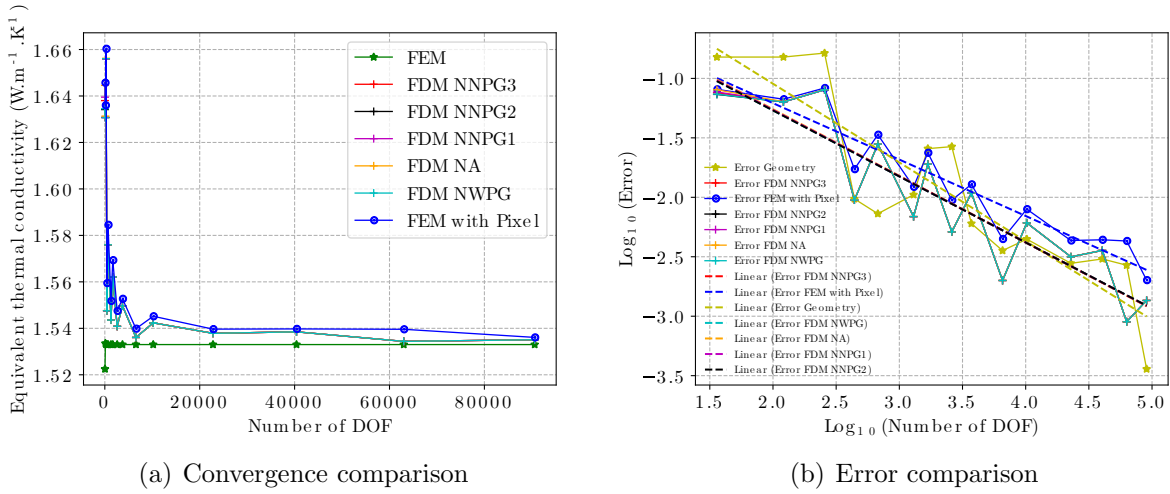 Equivalent thermal conductivity (W.m⁻¹.K⁻¹)
1.66
1.64
1.62
1.60
1.58
1.56
1.54
1.52
FEM
FDM NNPG3
FDM NNPG2
FDM NNPG1
FDM NA
FDM NWPG
FEM with Pixel
0
20000
40000
60000
80000
Number of DOF
(a) Convergence comparison
Log₁₀(Error)
−1.0
−1.5
−2.0
−2.5
−3.0
−3.5
Error Geometry
Error FDM NNPG3
Error FEM with Pixel
Error FDM NNPG2
Error FDM NNPG1
Error FDM NA
Error FDM NWPG
Linear (Error FDM NNPG3)
Linear (Error FEM with Pixel)
Linear (Error Geometry)
Linear (Error FDM NWPG)
Linear (Error FDM NA)
Linear (Error FDM NNPG1)
Linear (Error FDM NNPG2)
1.5
2.0
2.5
3.0
3.5
4.0
4.5
5.0
Log₁₀(Number of DOF)
(b) Error comparison